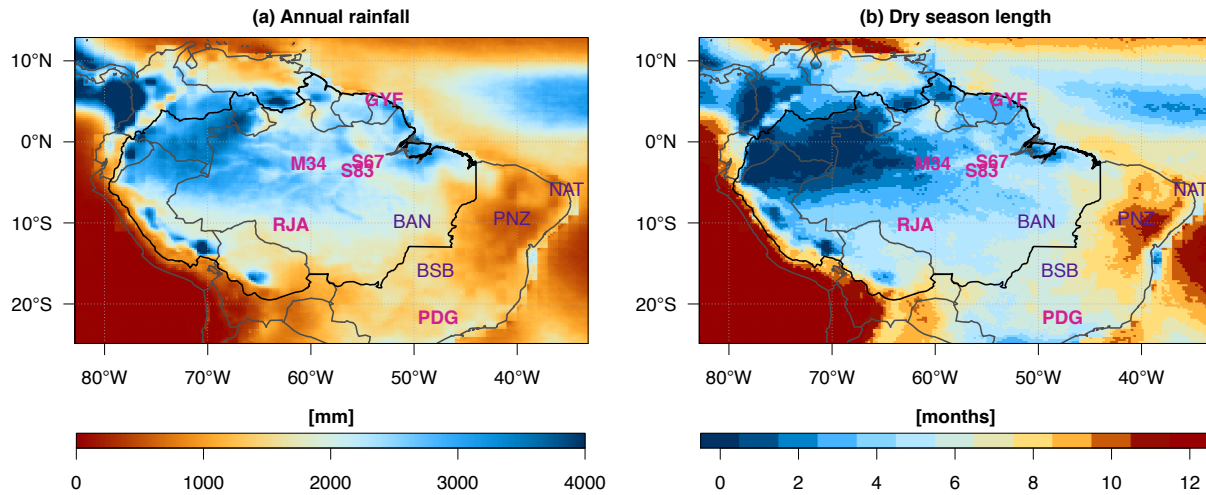 (a) Annual rainfall
10°N
0°N
10°S
20°S
GYF
M34
S67
S83
RJA
BAN
BSB
PDG
PNZ
NAT
80°W 70°W 60°W 50°W 40°W
[mm]
0 1000 2000 3000 4000
(b) Dry season length
10°N
0°N
10°S
20°S
GYF
M34
S67
S83
RJA
BAN
BSB
PDG
PNZ
NAT
80°W 70°W 60°W 50°W 40°W
[months]
0 2 4 6 8 10 12